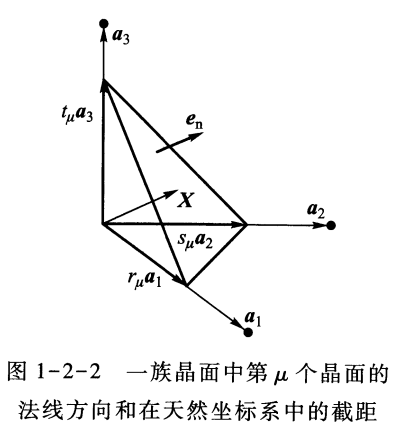 a₃
tμa₃
eₙ
X
a₂
sμa₂
rμa₁
a₁
图 1-2-2 一族晶面中第 μ 个晶面的
法线方向和在天然坐标系中的截距